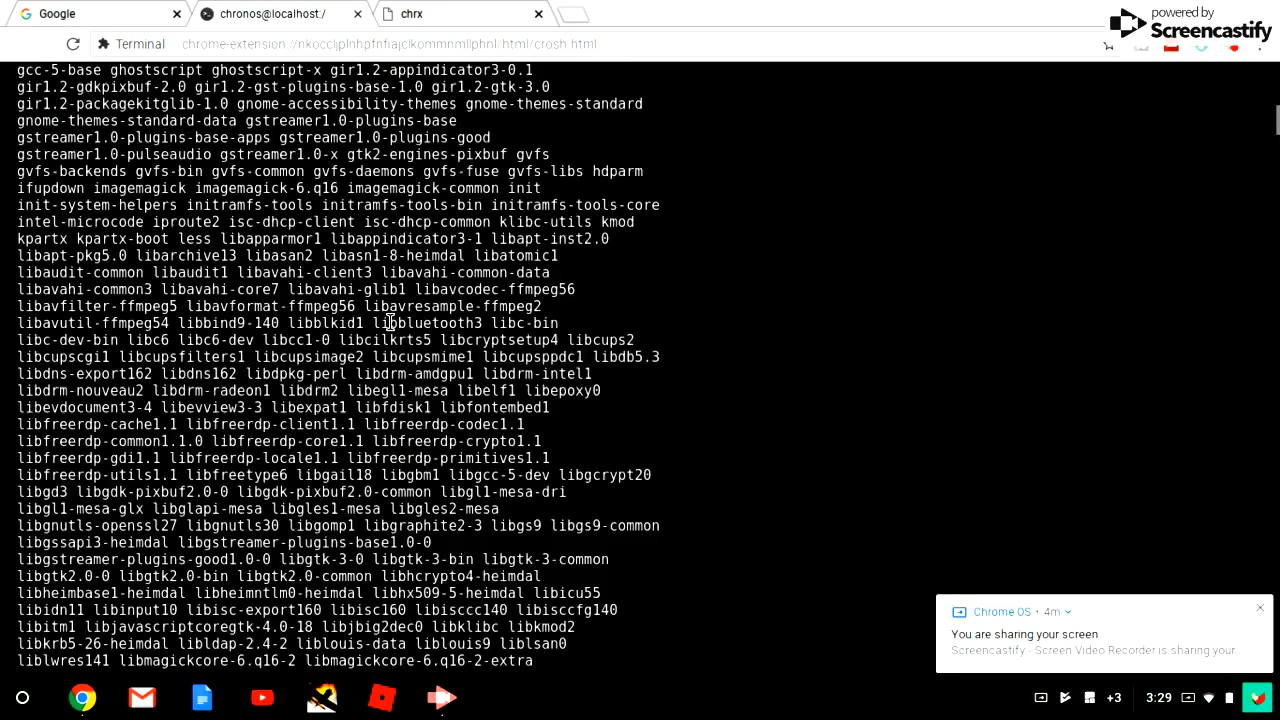 Google
chronos@localhost:/
chrx
powered by
Screencastify
Terminal
gcc-5-base ghostscript ghostscript-x gir1.2-appindicator3-0.1
gir1.2-gdkpixbuf-2.0 gir1.2-gst-plugins-base-1.0 gir1.2-gtk-3.0
gir1.2-packagekitglib-1.0 gnome-accessibility-themes gnome-themes-standard
gnome-themes-standard-data gstreamer1.0-plugins-base
gstreamer1.0-plugins-base-apps gstreamer1.0-plugins-good
gstreamer1.0-pulseaudio gstreamer1.0-x gtk2-engines-pixbuf gvfs
gvfs-backends gvfs-bin gvfs-common gvfs-daemons gvfs-fuse gvfs-libs hdparm
ifupdown imagemagick imagemagick-6.q16 imagemagick-common init
init-system-helpers initramfs-tools initramfs-tools-bin initramfs-tools-core
intel-microcode iproute2 isc-dhcp-client isc-dhcp-common klibc-utils kmod
kpartx kpartx-boot less libapparmor1 libappindicator3-1 libapt-inst2.0
libapt-pkg5.0 libarchive13 libasan2 libasn1-8-heimdal libatomic1
libaudit-common libaudit1 libavahi-client3 libavahi-common-data
libavahi-common3 libavahi-core7 libavahi-glib1 libavcodec-ffmpeg56
libavfilter-ffmpeg5 libavformat-ffmpeg56 libavresample-ffmpeg2
libavutil-ffmpeg54 libbind9-140 libblkid1 libbluetooth3 libc-bin
libc-dev-bin libc6 libc6-dev libcc1-0 libcilkrts5 libcryptsetup4 libcups2
libcupscgi1 libcupsfilters1 libcupsimage2 libcupsmime1 libcupsppdc1 libdb5.3
libdns-export162 libdns162 libdpkg-perl libdrm-amdgpu1 libdrm-intel1
libdrm-nouveau2 libdrm-radeon1 libdrm2 libegl1-mesa libelf1 libepoxy0
libevdocument3-4 libevview3-3 libexpat1 libfdisk1 libfontembed1
libfreerdp-cache1.1 libfreerdp-client1.1 libfreerdp-codec1.1
libfreerdp-common1.1.0 libfreerdp-core1.1 libfreerdp-crypto1.1
libfreerdp-gdi1.1 libfreerdp-locale1.1 libfreerdp-primitives1.1
libfreerdp-utils1.1 libfreetype6 libgail18 libgbm1 libgcc-5-dev libgcrypt20
libgd3 libgdk-pixbuf2.0-0 libgdk-pixbuf2.0-common libgl1-mesa-dri
libgl1-mesa-glx libglapi-mesa libgles1-mesa libgles2-mesa
libgnutls-openssl27 libgnutls30 libgomp1 libgraphite2-3 libgs9 libgs9-common
libgssapi3-heimdal libgstreamer-plugins-base1.0-0
libgstreamer-plugins-good1.0-0 libgtk-3-0 libgtk-3-bin libgtk-3-common
libgtk2.0-0 libgtk2.0-bin libgtk2.0-common libhcrypto4-heimdal
libheimbase1-heimdal libheimntlm0-heimdal libhx509-5-heimdal libicu55
libidn11 libinput10 libisc-export160 libisc160 libisccc140 libisccfg140
libitm1 libjavascriptcoregtk-4.0-18 libjbig2dec0 libklibc libkmod2
libkrb5-26-heimdal libldap-2.4-2 liblouis-data liblouis9 liblsan0
liblwres141 libmagickcore-6.q16-2 libmagickcore-6.q16-2-extra
Chrome OS • 4m
You are sharing your screen
Screencastify - Screen Video Recorder is sharing your
+3
3:29